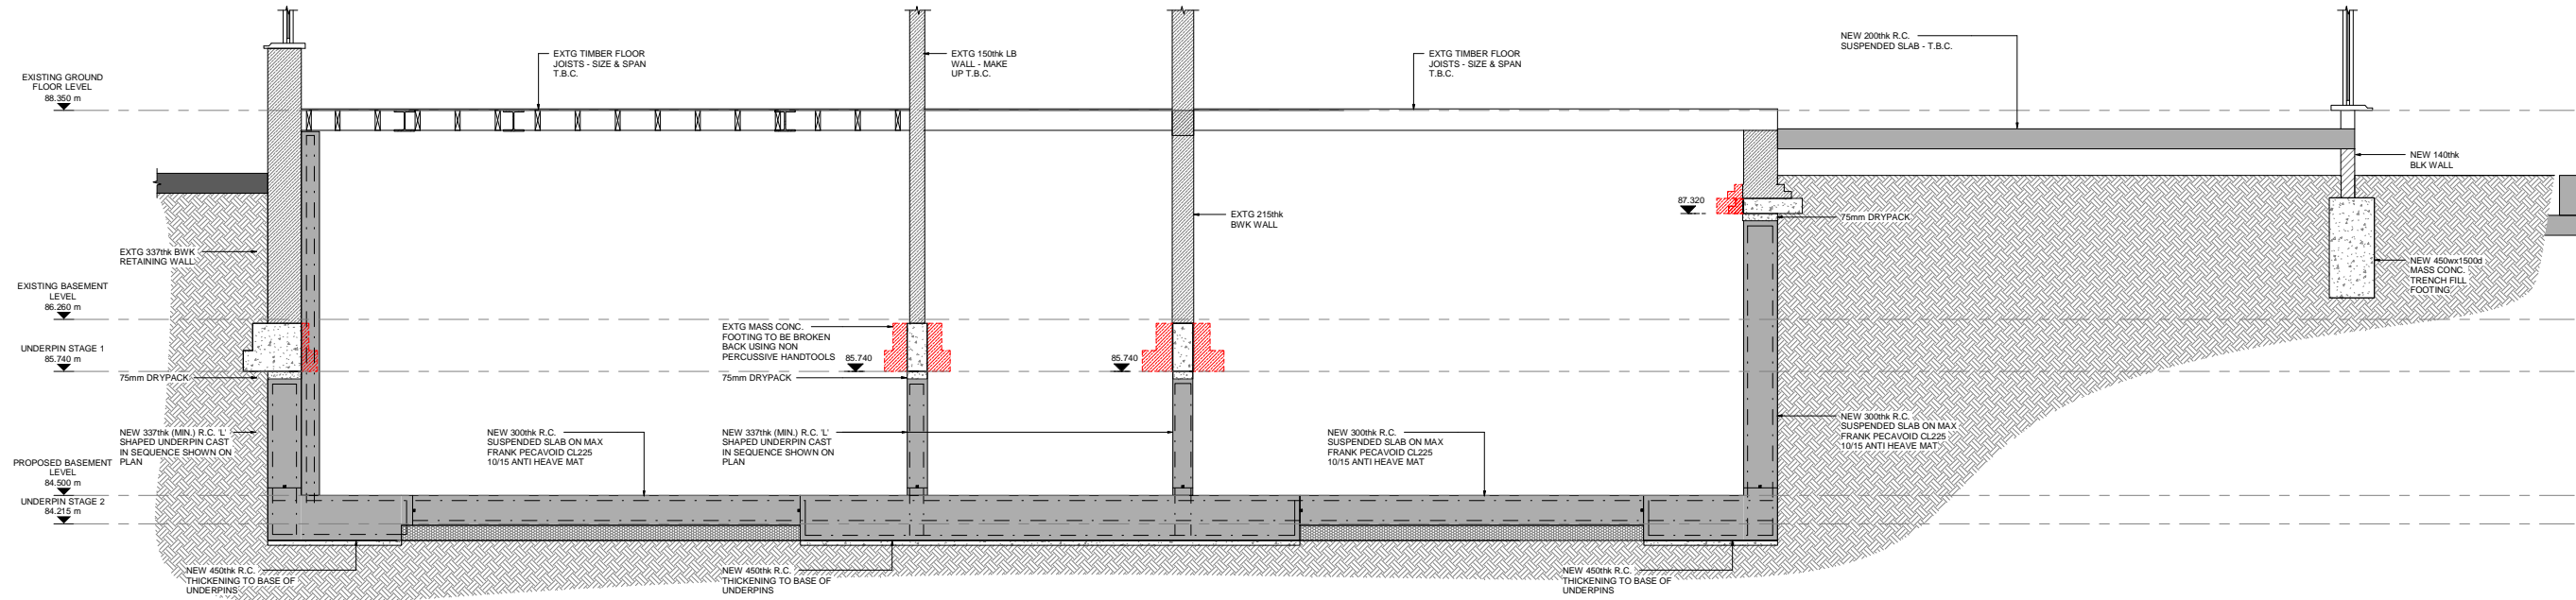 EXISTING GROUND
FLOOR LEVEL
88.350 m
EXTG TIMBER FLOOR
JOISTS - SIZE & SPAN
T.B.C.
EXTG 150thk LB
WALL - MAKE
UP T.B.C.
EXTG TIMBER FLOOR
JOISTS - SIZE & SPAN
T.B.C.
NEW 200thk R.C.
SUSPENDED SLAB - T.B.C.
NEW 140thk
BLK WALL
87.320
75mm DRYPACK
EXTG 215thk
BWK WALL
EXTG 337thk BWK
RETAINING WALL
NEW 450wx1500d
MASS CONC.
TRENCH FILL
FOOTING
EXISTING BASEMENT
LEVEL
86.260 m
EXTG MASS CONC.
FOOTING TO BE BROKEN
BACK USING NON
PERCUSSIVE HANDTOOLS
UNDERPIN STAGE 1
85.740 m
85.740
85.740
75mm DRYPACK
75mm DRYPACK
NEW 337thk (MIN.) R.C. 'L'
SHAPED UNDERPIN CAST
IN SEQUENCE SHOWN ON
PLAN
NEW 300thk R.C.
SUSPENDED SLAB ON MAX
FRANK PECAVOID CL225
10/15 ANTI HEAVE MAT
NEW 337thk (MIN.) R.C. 'L'
SHAPED UNDERPIN CAST
IN SEQUENCE SHOWN ON
PLAN
NEW 300thk R.C.
SUSPENDED SLAB ON MAX
FRANK PECAVOID CL225
10/15 ANTI HEAVE MAT
NEW 300thk R.C.
SUSPENDED SLAB ON MAX
FRANK PECAVOID CL225
10/15 ANTI HEAVE MAT
PROPOSED BASEMENT
LEVEL
84.500 m
UNDERPIN STAGE 2
84.215 m
NEW 450thk R.C.
THICKENING TO BASE OF
UNDERPINS
NEW 450thk R.C.
THICKENING TO BASE OF
UNDERPINS
NEW 450thk R.C.
THICKENING TO BASE OF
UNDERPINS